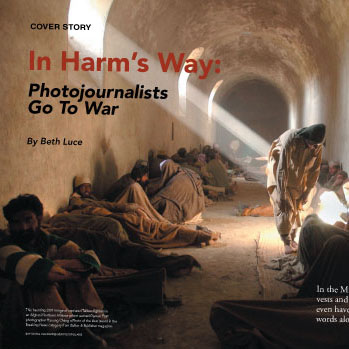 COVER STORY
In Harm's Way:
Photojournalists
Go To War
By Beth Luce
In the M
vests and
even have
words alo